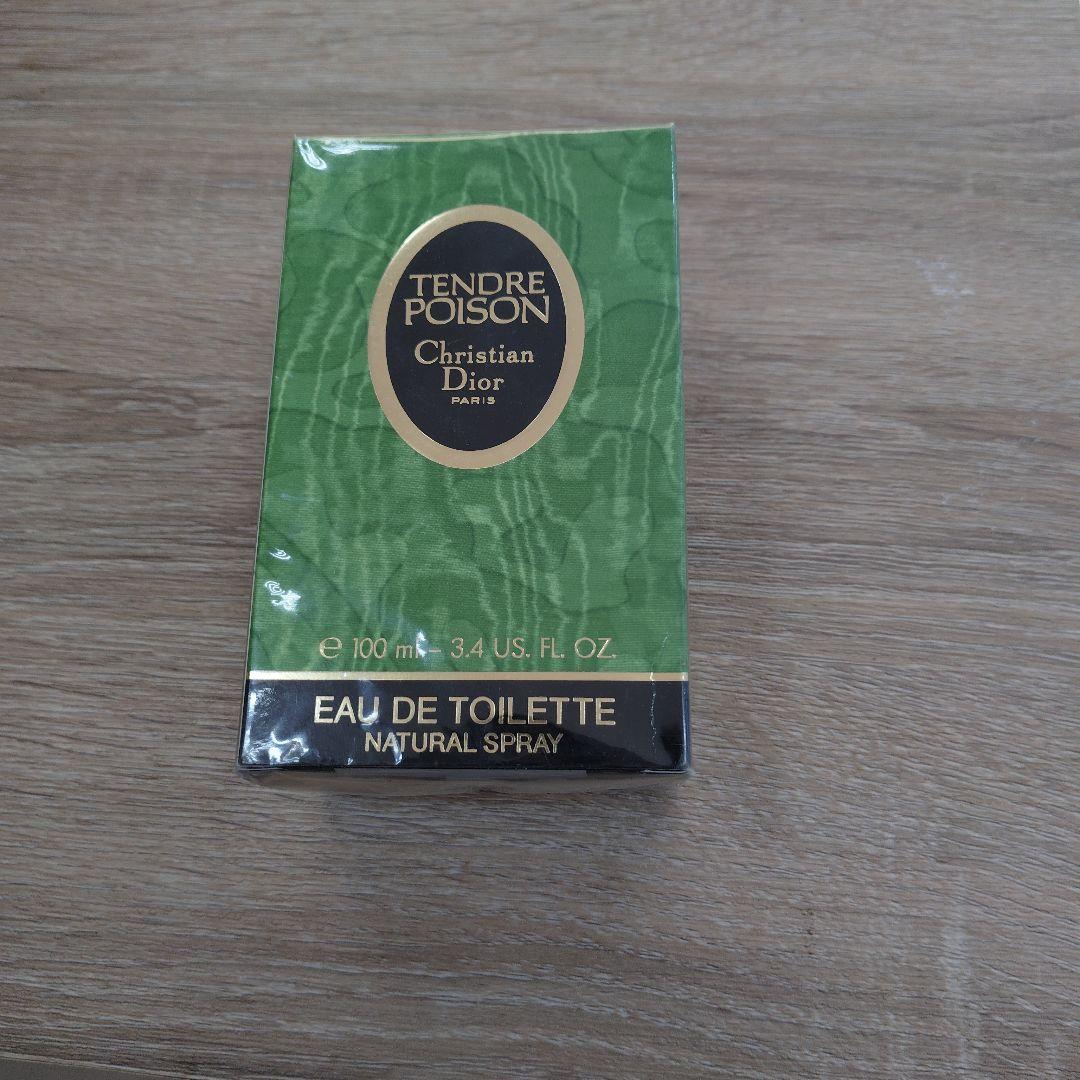 TENDRE
POISON
Christian
Dior
PARIS
℮ 100 ml – 3.4 US. FL. OZ.
EAU DE TOILETTE
NATURAL SPRAY